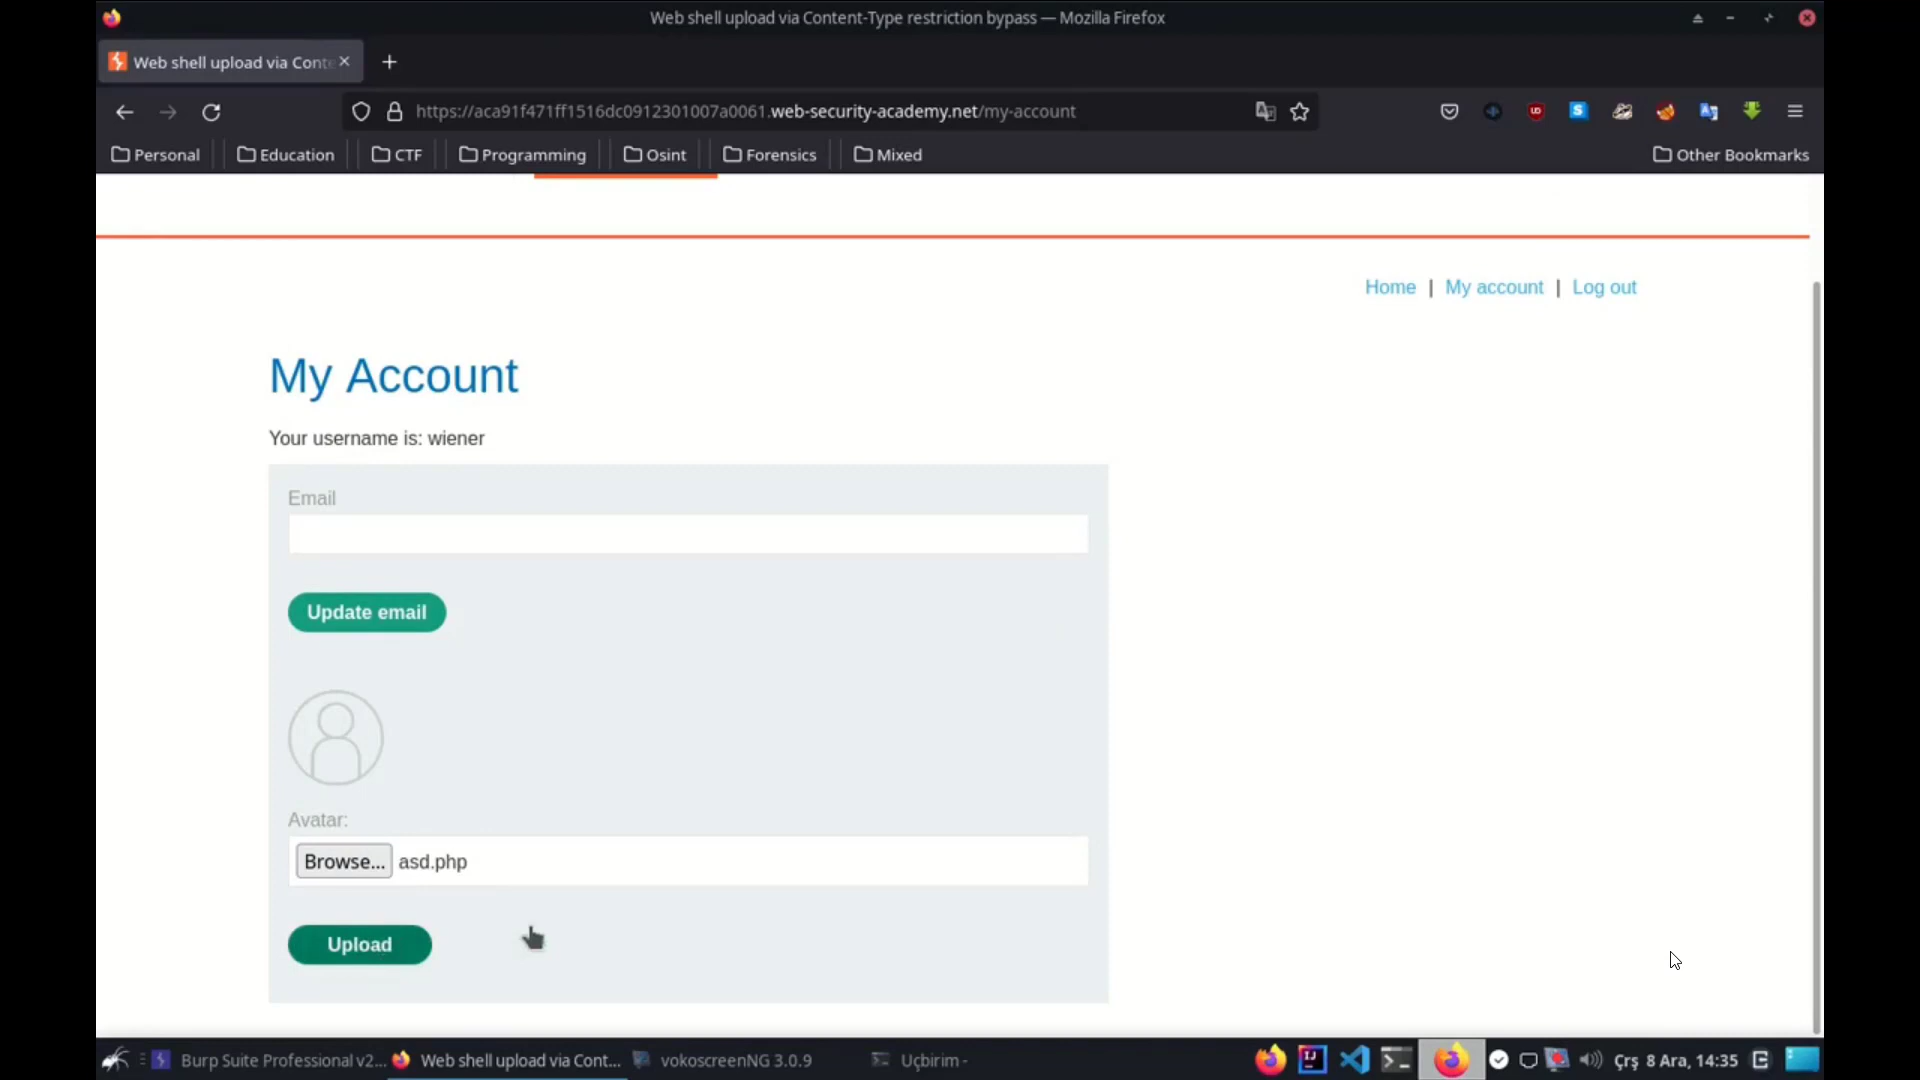 Web shell upload via Content-Type restriction bypass — Mozilla Firefox
Web shell upload via Conte
https://aca91f471ff1516dc0912301007a0061.web-security-academy.net/my-account
Personal Education CTF Programming Osint Forensics Mixed Other Bookmarks
Home | My account | Log out
My Account
Your username is: wiener
Email
Update email
Avatar:
Browse... asd.php
Upload
Burp Suite Professional v2... Web shell upload via Cont... vokoscreenNG 3.0.9 Uçbirim - Çrş 8 Ara, 14:35